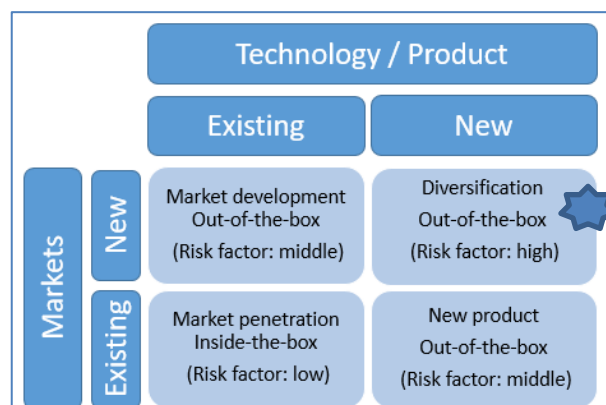 Technology / Product
Existing
New
Markets
New
Market development
Out-of-the-box
(Risk factor: middle)
Diversification
Out-of-the-box
(Risk factor: high)
Existing
Market penetration
Inside-the-box
(Risk factor: low)
New product
Out-of-the-box
(Risk factor: middle)